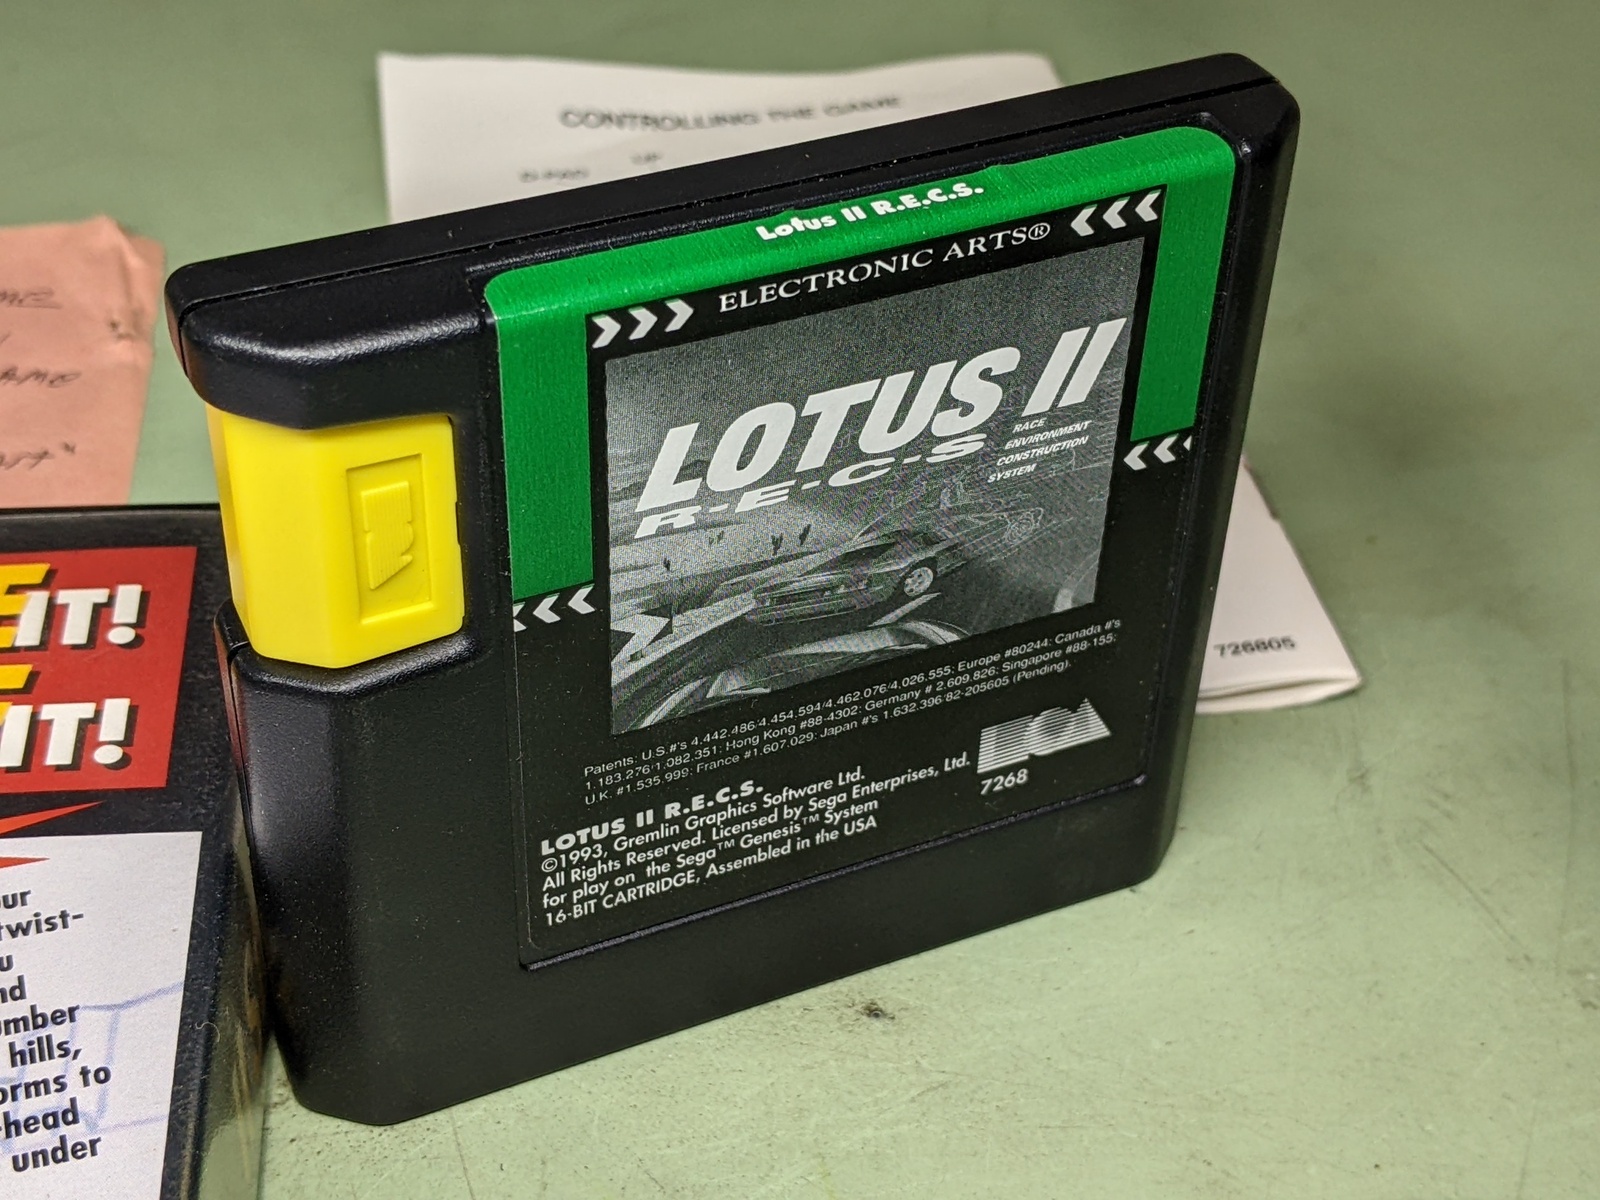 CONTROLLING THE GAME
UP
D-PAD
Lotus II R.E.C.S.
ELECTRONIC ARTS®
LOTUS II
R-E-C-S
RACE
ENVIRONMENT
CONSTRUCTION
SYSTEM
Patents: U.S.#'s 4,442,486/4,454,594/4,462,076/4,026,555; Europe #80244; Canada #'s
1,183,276/1,082,351; Hong Kong #88-4302; Germany # 2,609,826; Singapore #88-155;
U.K. #1,535,999; France #1,607,029; Japan #'s 1,632,396/82-205605 (Pending).
LOTUS II R.E.C.S.
©1993, Gremlin Graphics Software Ltd.
All Rights Reserved. Licensed by Sega Enterprises, Ltd.
for play on the Sega™ Genesis™ System
16-BIT CARTRIDGE, Assembled in the USA
EA
7268
726805
IT!
IT!
twist-
hills,
to
-head
under